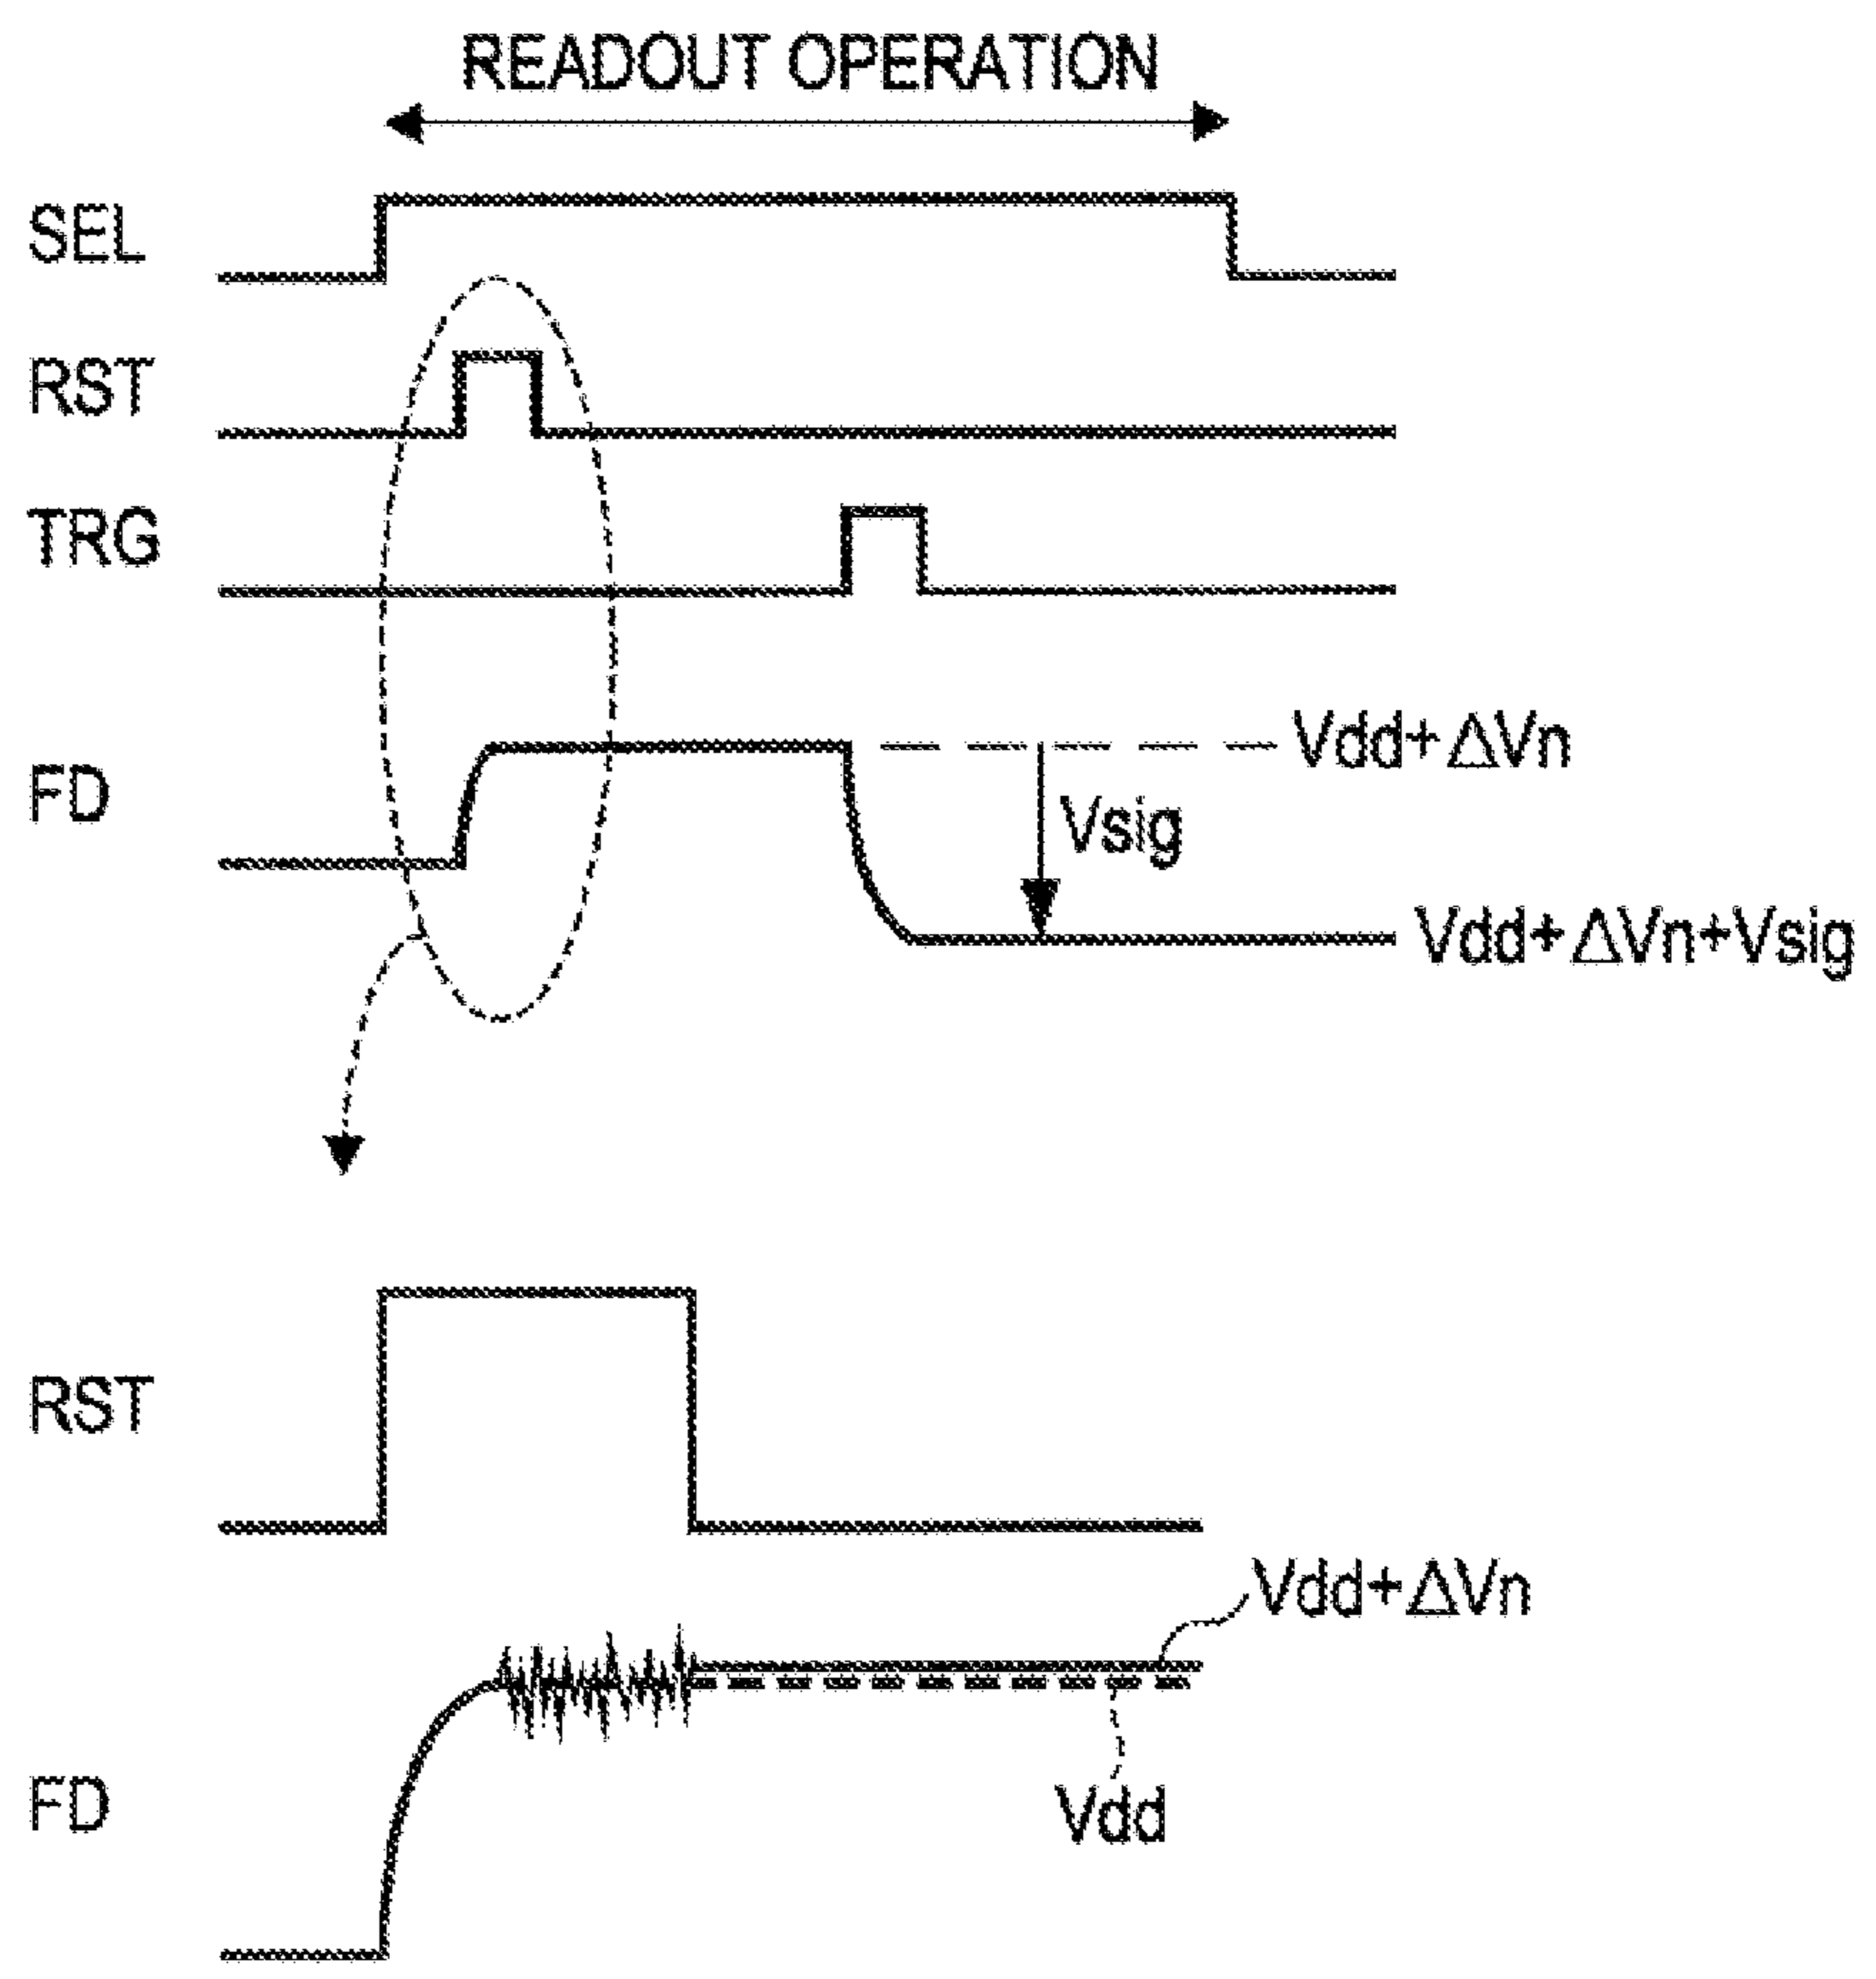 READOUT OPERATION
SEL
RST
TRG
FD
Vdd+ΔVn
Vsig
Vdd+ΔVn+Vsig
RST
Vdd+ΔVn
FD
Vdd